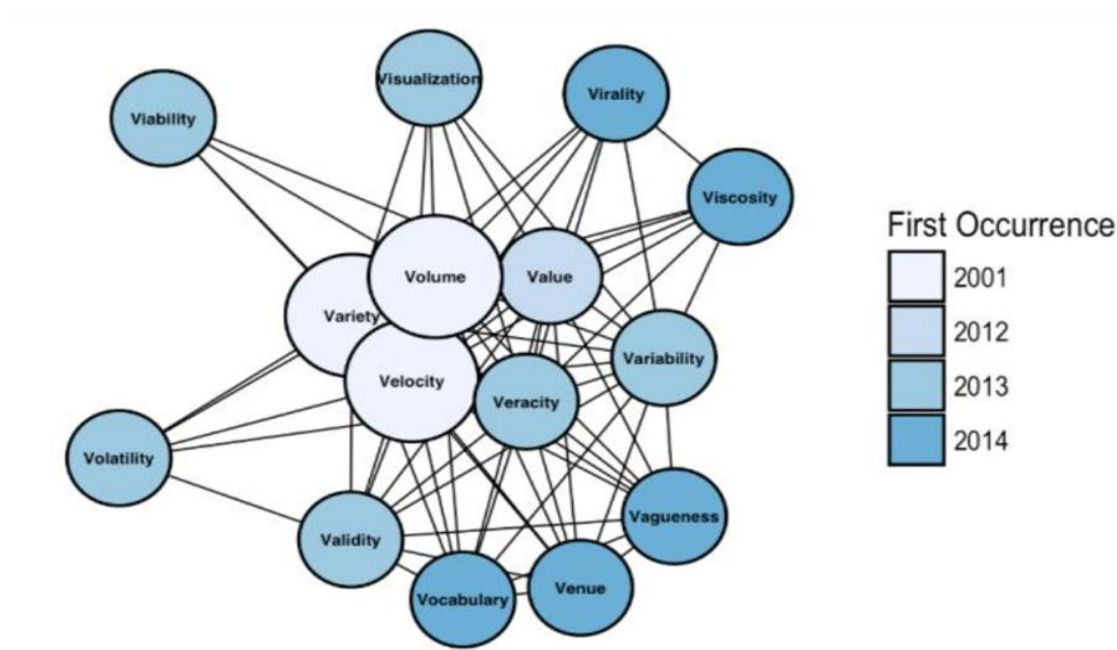 Visualization
Virality
Viability
Viscosity
Volume
Value
Variety
Variability
Velocity
Veracity
Volatility
Vagueness
Validity
Venue
Vocabulary
First Occurrence
2001
2012
2013
2014